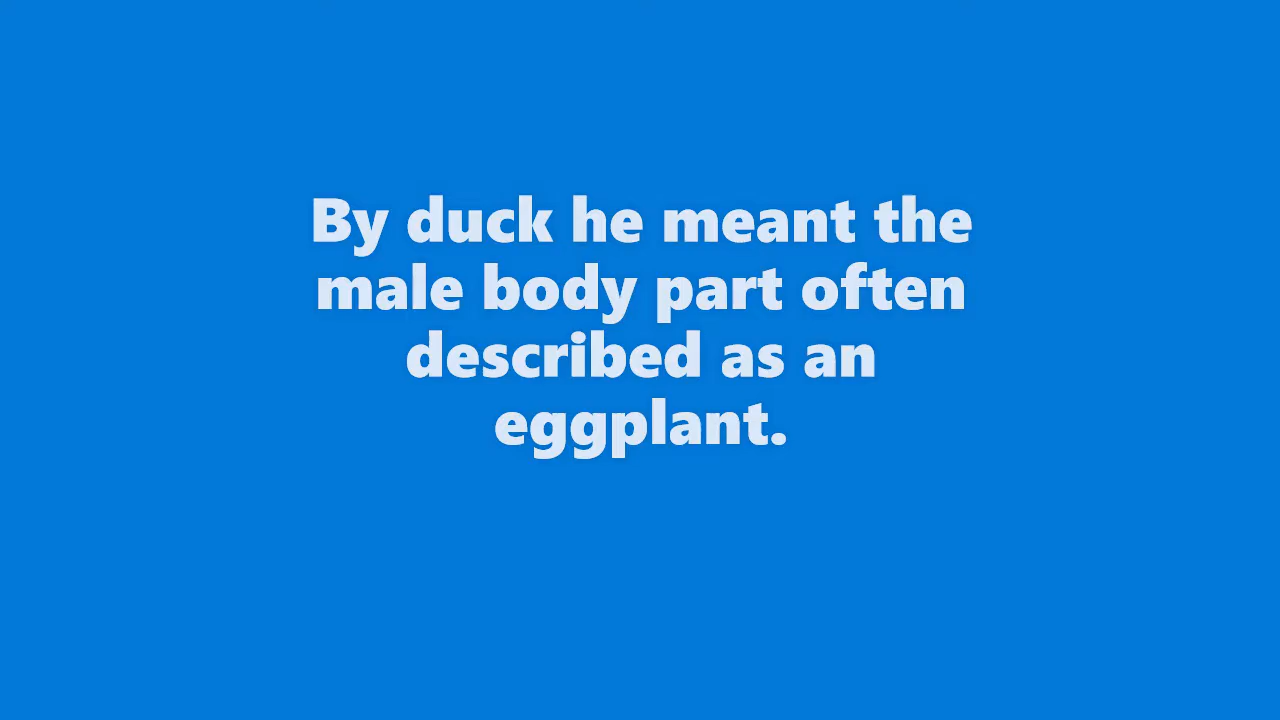 By duck he meant the
male body part often
described as an
eggplant.